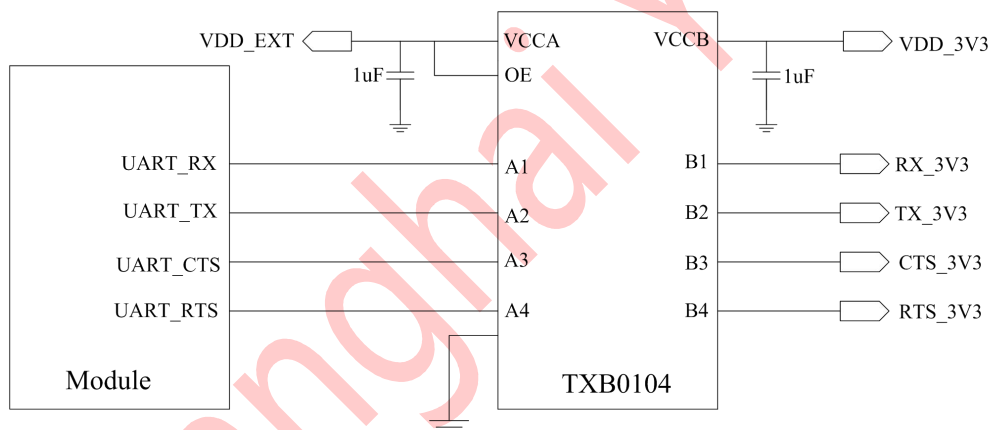 VDD_EXT
VCCA
VCCB
VDD_3V3
1uF
OE
1uF
UART_RX
A1
B1
RX_3V3
UART_TX
A2
B2
TX_3V3
UART_CTS
A3
B3
CTS_3V3
UART_RTS
A4
B4
RTS_3V3
Module
TXB0104